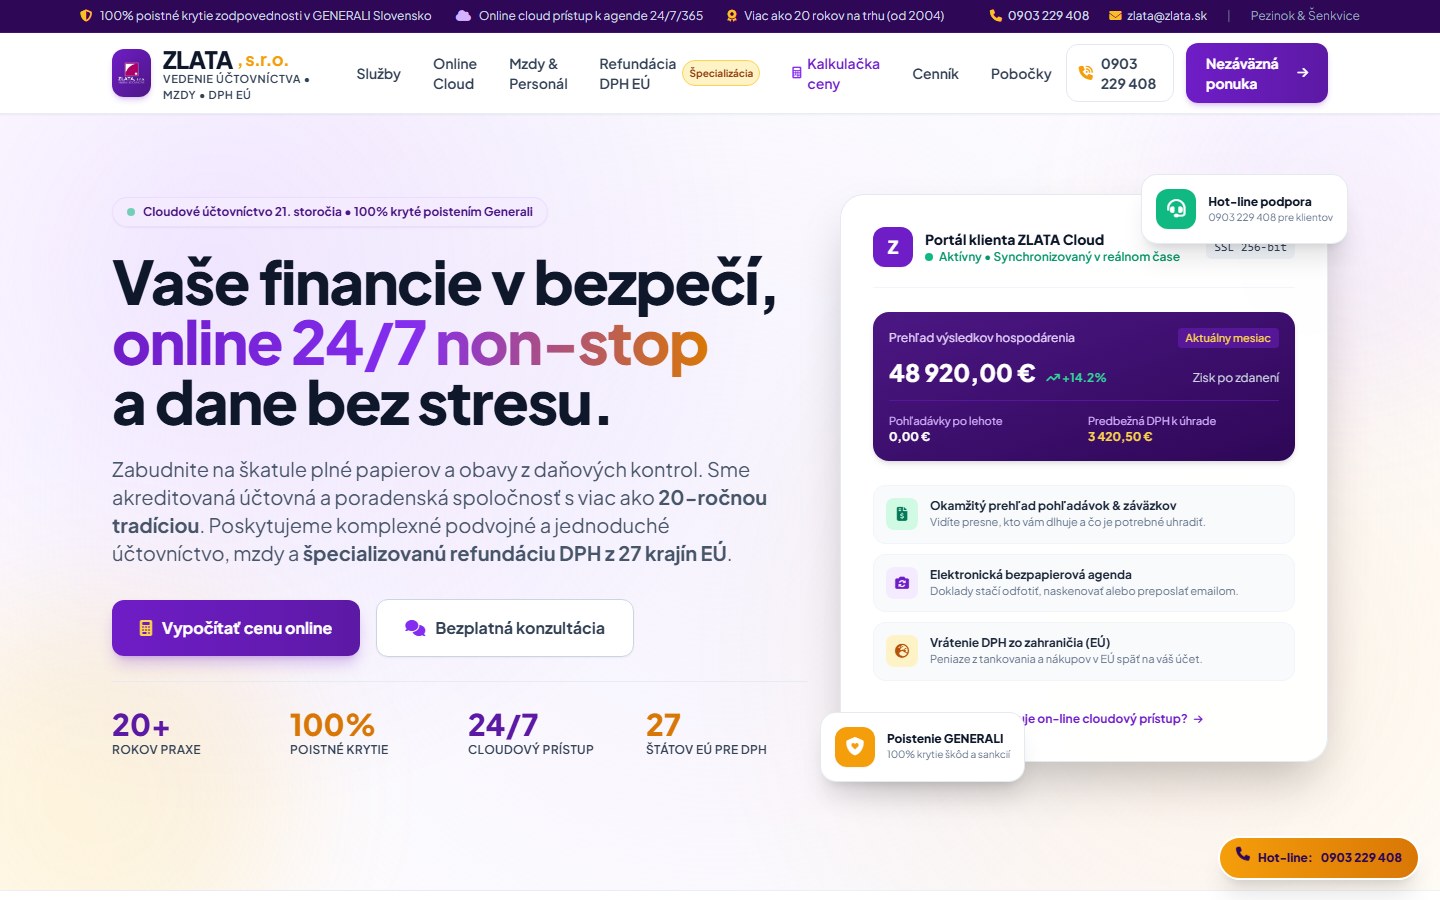 100% poistné krytie zodpovednosti v GENERALI Slovensko
Online cloud prístup k agende 24/7/365
Viac ako 20 rokov na trhu (od 2004)
0903 229 408
zlata@zlata.sk
|
Pezinok & Šenkvice
ZLATA , s.r.o.
VEDENIE ÚČTOVNÍCTVA •
MZDY • DPH EÚ
Služby
Online
Cloud
Mzdy &
Personál
Refundácia
DPH EÚ
Špecializácia
Kalkulačka
ceny
Cenník
Pobočky
0903
229 408
Nezáväzná
ponuka
Cloudové účtovníctvo 21. storočia • 100% kryté poistením Generali
Vaše financie v bezpečí,
online 24/7 non-stop
a dane bez stresu.
Zabudnite na škatule plné papierov a obavy z daňových kontrol. Sme
akreditovaná účtovná a poradenská spoločnosť s viac ako 20-ročnou
tradíciou. Poskytujeme komplexné podvojné a jednoduché
účtovníctvo, mzdy a špecializovanú refundáciu DPH z 27 krajín EÚ.
Vypočítať cenu online
Bezplatná konzultácia
20+
ROKOV PRAXE
100%
POISTNÉ KRYTIE
24/7
CLOUDOVÝ PRÍSTUP
27
ŠTÁTOV EÚ PRE DPH
Hot-line podpora
0903 229 408 pre klientov
Z
Portál klienta ZLATA Cloud
Aktívny • Synchronizovaný v reálnom čase
SSL 256-bit
Prehľad výsledkov hospodárenia
Aktuálny mesiac
48 920,00 €
+14.2%
Zisk po zdanení
Pohľadávky po lehote
0,00 €
Predbežná DPH k úhrade
3 420,50 €
Okamžitý prehľad pohľadávok & záväzkov
Vidíte presne, kto vám dlhuje a čo je potrebné uhradiť.
Elektronická bezpapierová agenda
Doklady stačí odfotiť, naskenovať alebo preposlať emailom.
Vrátenie DPH zo zahraničia (EÚ)
Peniaze z tankovania a nákupov v EÚ späť na váš účet.
on-line cloudový prístup?
Poistenie GENERALI
100% krytie škôd a sankcií
Hot-line: 0903 229 408